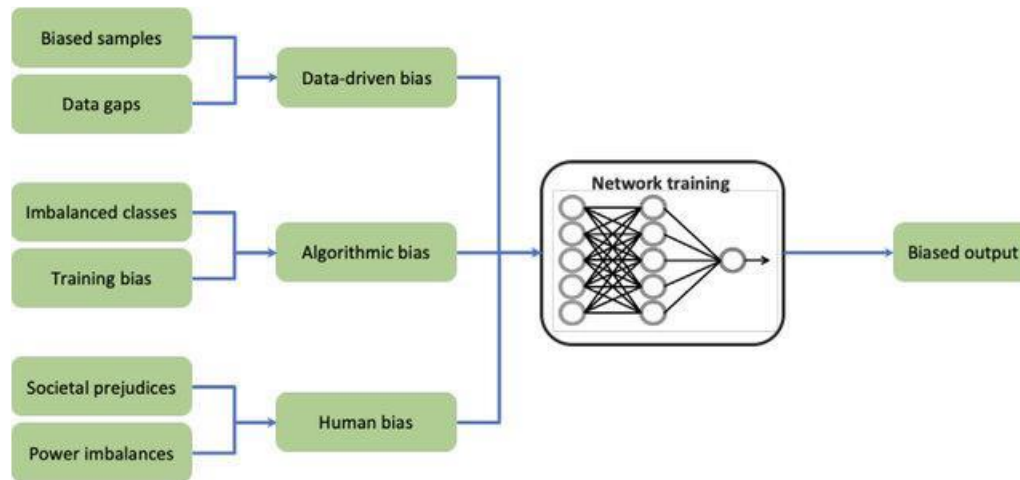 Biased samples
Data gaps
Data-driven bias
Imbalanced classes
Training bias
Algorithmic bias
Societal prejudices
Power imbalances
Human bias
Network training
Biased output